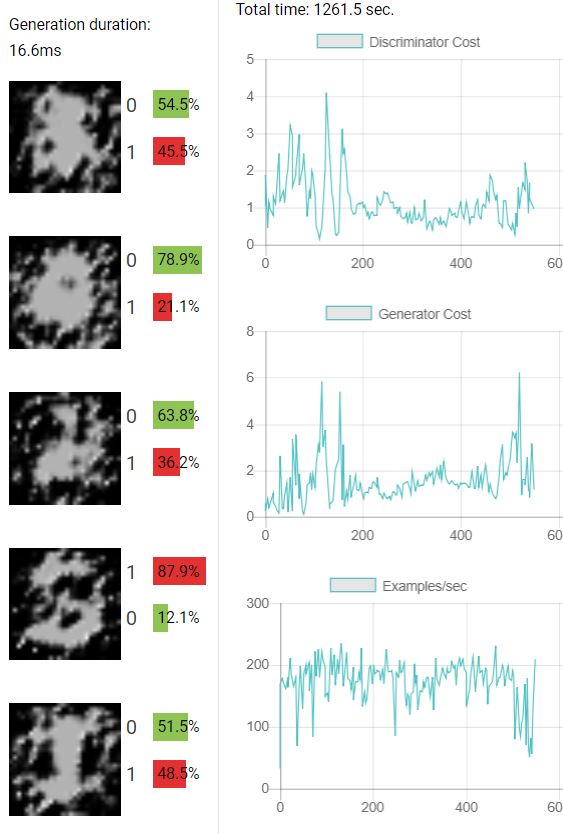 Generation duration:
16.6ms
0 54.5%
1 45.5%
0 78.9%
1 21.1%
0 63.8%
1 36.2%
1 87.9%
0 12.1%
0 51.5%
1 48.5%
Total time: 1261.5 sec.
Discriminator Cost
5
4
3
2
1
0
0 200 400 60
Generator Cost
8
6
4
2
0
0 200 400 60
Examples/sec
300
200
100
0
0 200 400 60